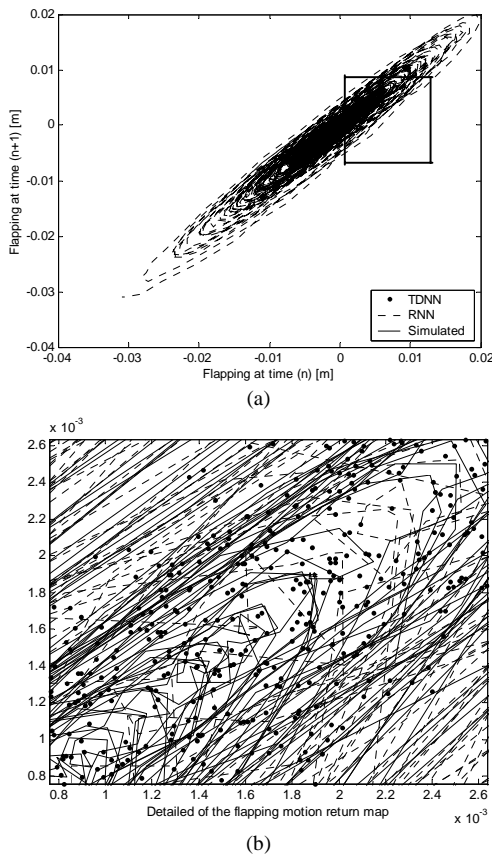 0.02
0.01
0
-0.01
-0.02
-0.03
-0.04
Flapping at time (n+1) [m]
TDNN
RNN
Simulated
-0.04 -0.03 -0.02 -0.01 0 0.01 0.02
Flapping at time (n) [m]
(a)
x 10⁻³
2.6
2.4
2.2
2
1.8
1.6
1.4
1.2
1
0.8
0.8 1 1.2 1.4 1.6 1.8 2 2.2 2.4 2.6
Detailed of the flapping motion return map
x 10⁻³
(b)